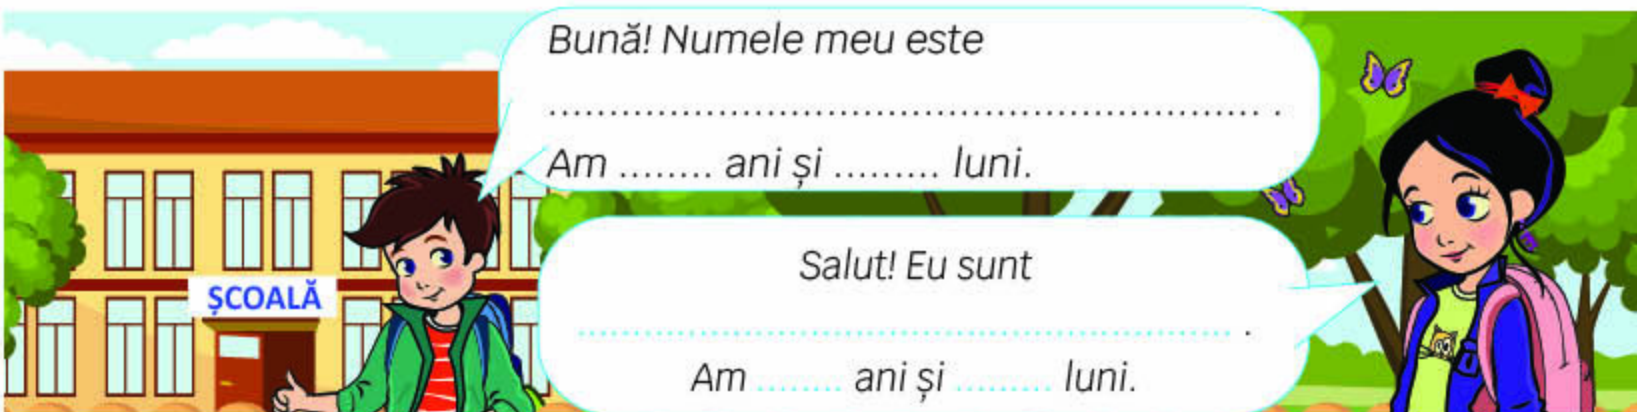 Bună! Numele meu este
............................................................ .
Am ........ ani și ......... luni.
ȘCOALĂ
Salut! Eu sunt
............................................................ .
Am ........ ani și ......... luni.